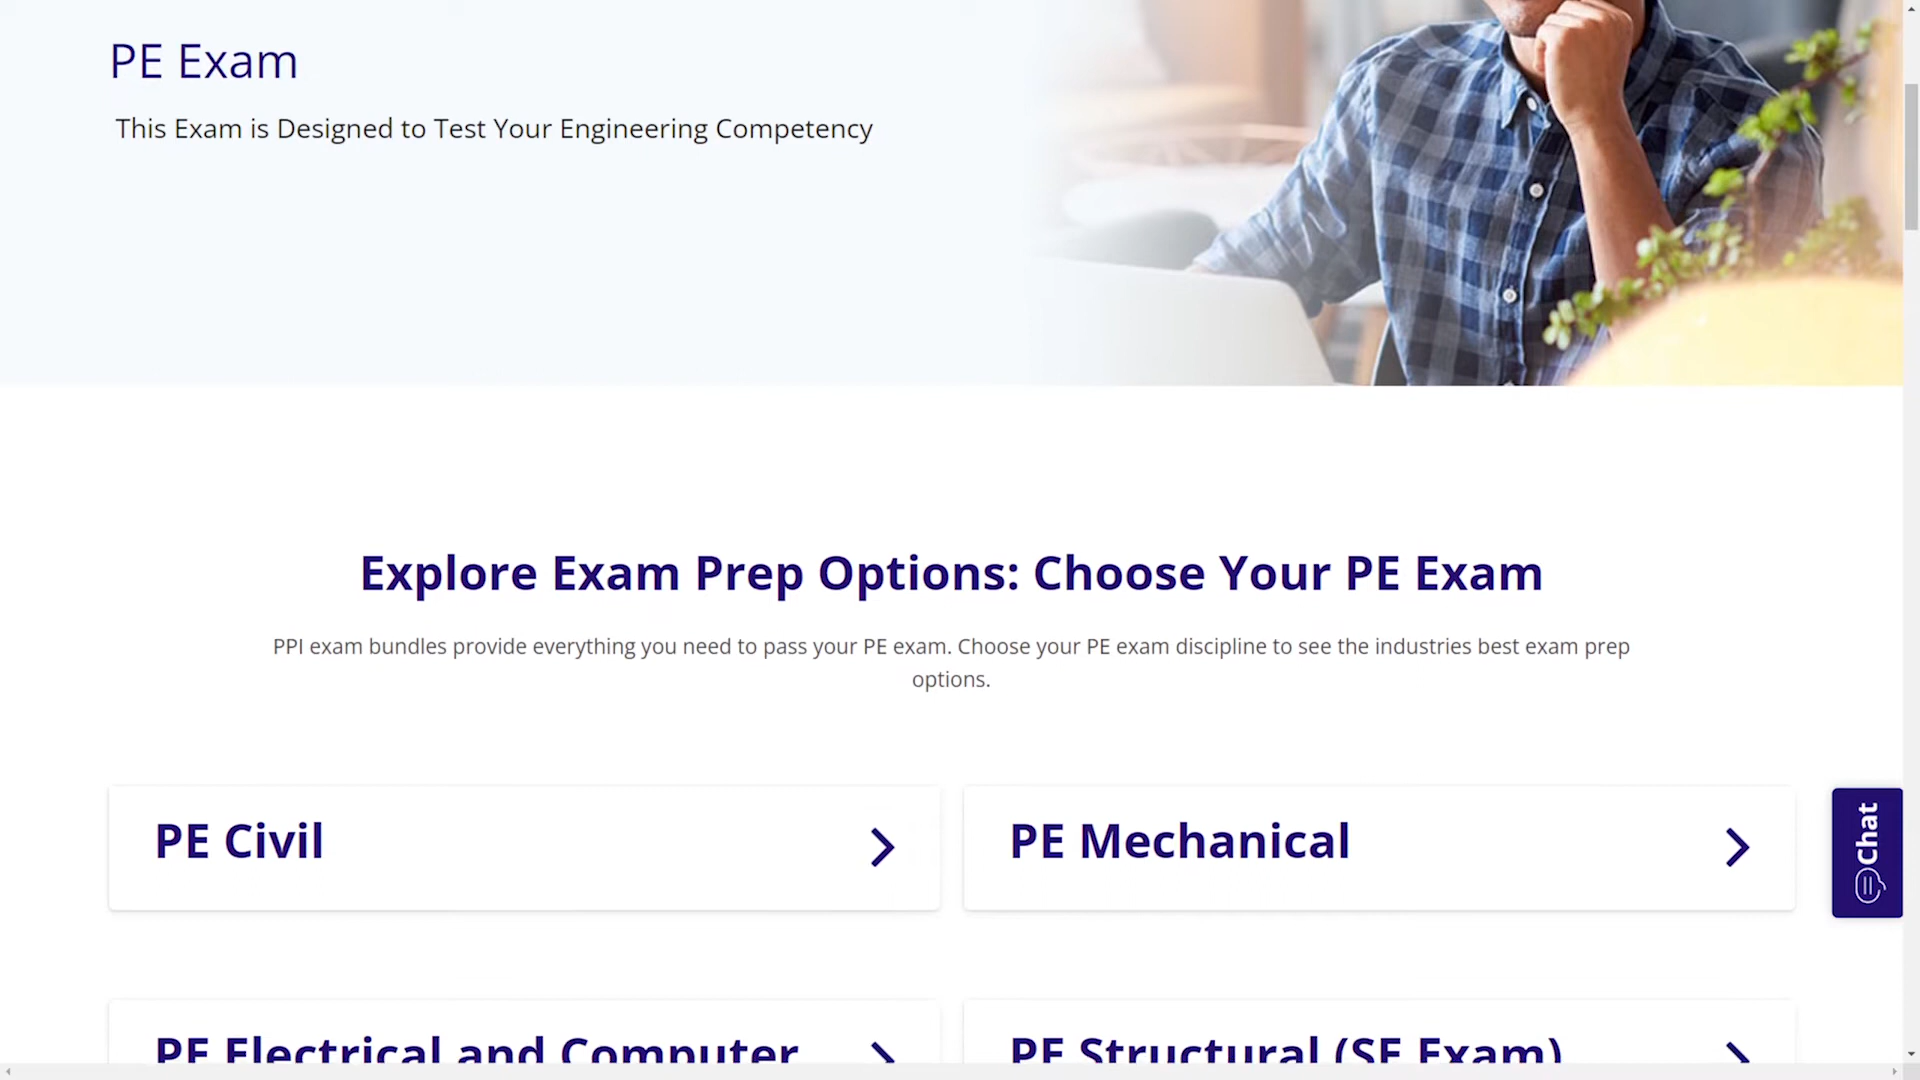 PE Exam
This Exam is Designed to Test Your Engineering Competency
Explore Exam Prep Options: Choose Your PE Exam
PPI exam bundles provide everything you need to pass your PE exam. Choose your PE exam discipline to see the industries best exam prep
options.
PE Civil
PE Mechanical
Chat
PE Electrical and Computer
PE Structural (SE Exam)